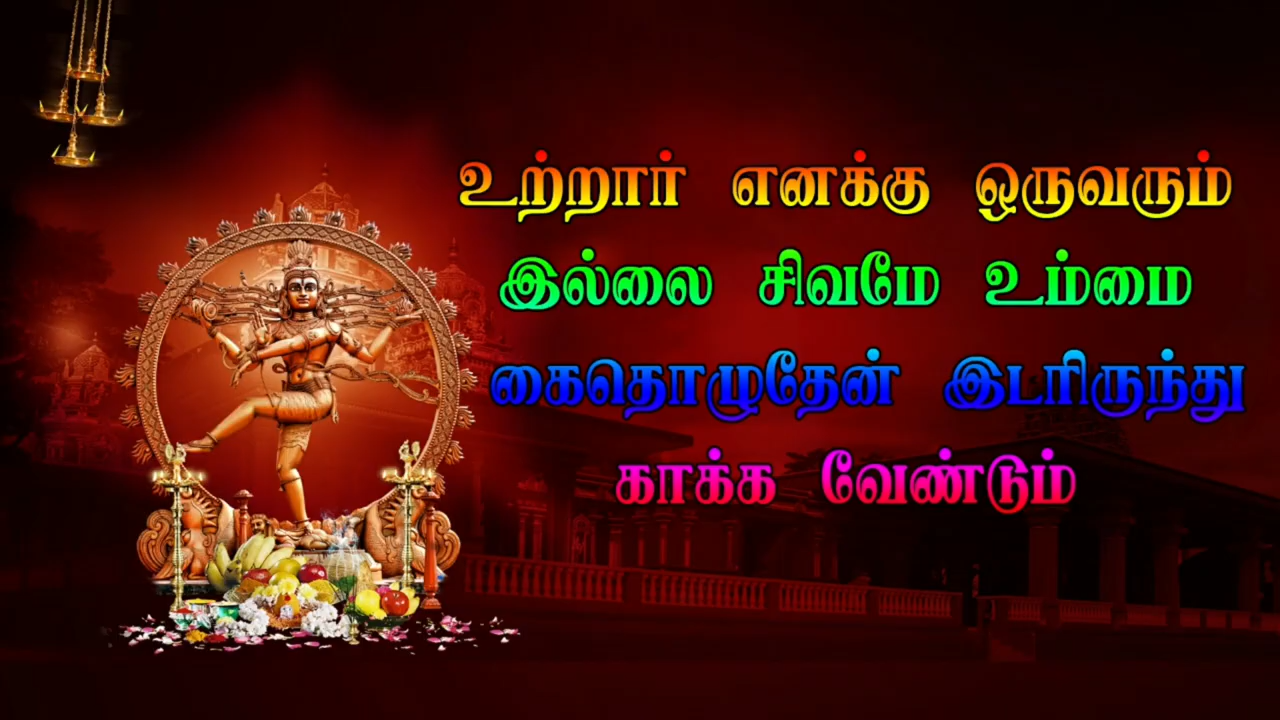 உற்றார் எனக்கு ஒருவரும்
இல்லை சிவமே உம்மை
கைதொழுதேன் இடரிருந்து
காக்க வேண்டும்